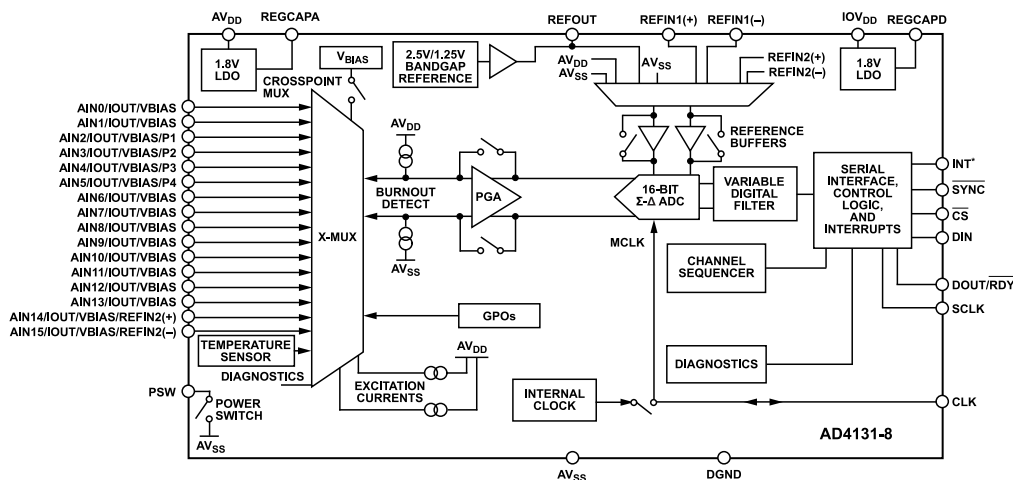 AVDD
REGCAPA
REFOUT
REFIN1(+)
REFIN1(–)
IOVDD
REGCAPD
1.8V
LDO
VBIAS
CROSSPOINT
MUX
2.5V/1.25V
BANDGAP
REFERENCE
AVDD
AVSS
AVSS
REFIN2(+)
REFIN2(–)
1.8V
LDO
AIN0/IOUT/VBIAS
AIN1/IOUT/VBIAS
AIN2/IOUT/VBIAS/P1
AIN3/IOUT/VBIAS/P2
AIN4/IOUT/VBIAS/P3
AIN5/IOUT/VBIAS/P4
AIN6/IOUT/VBIAS
AIN7/IOUT/VBIAS
AIN8/IOUT/VBIAS
AIN9/IOUT/VBIAS
AIN10/IOUT/VBIAS
AIN11/IOUT/VBIAS
AIN12/IOUT/VBIAS
AIN13/IOUT/VBIAS
AIN14/IOUT/VBIAS/REFIN2(+)
AIN15/IOUT/VBIAS/REFIN2(–)
TEMPERATURE
SENSOR
DIAGNOSTICS
X-MUX
AVDD
BURNOUT
DETECT
AVSS
PGA
REFERENCE
BUFFERS
16-BIT
Σ-Δ ADC
VARIABLE
DIGITAL
FILTER
SERIAL
INTERFACE,
CONTROL
LOGIC,
AND
INTERRUPTS
INT*
SYNC
CS
DIN
DOUT/RDY
SCLK
MCLK
CHANNEL
SEQUENCER
GPOs
AVDD
EXCITATION
CURRENTS
DIAGNOSTICS
PSW
POWER
SWITCH
AVSS
INTERNAL
CLOCK
CLK
AD4131-8
AVSS
DGND